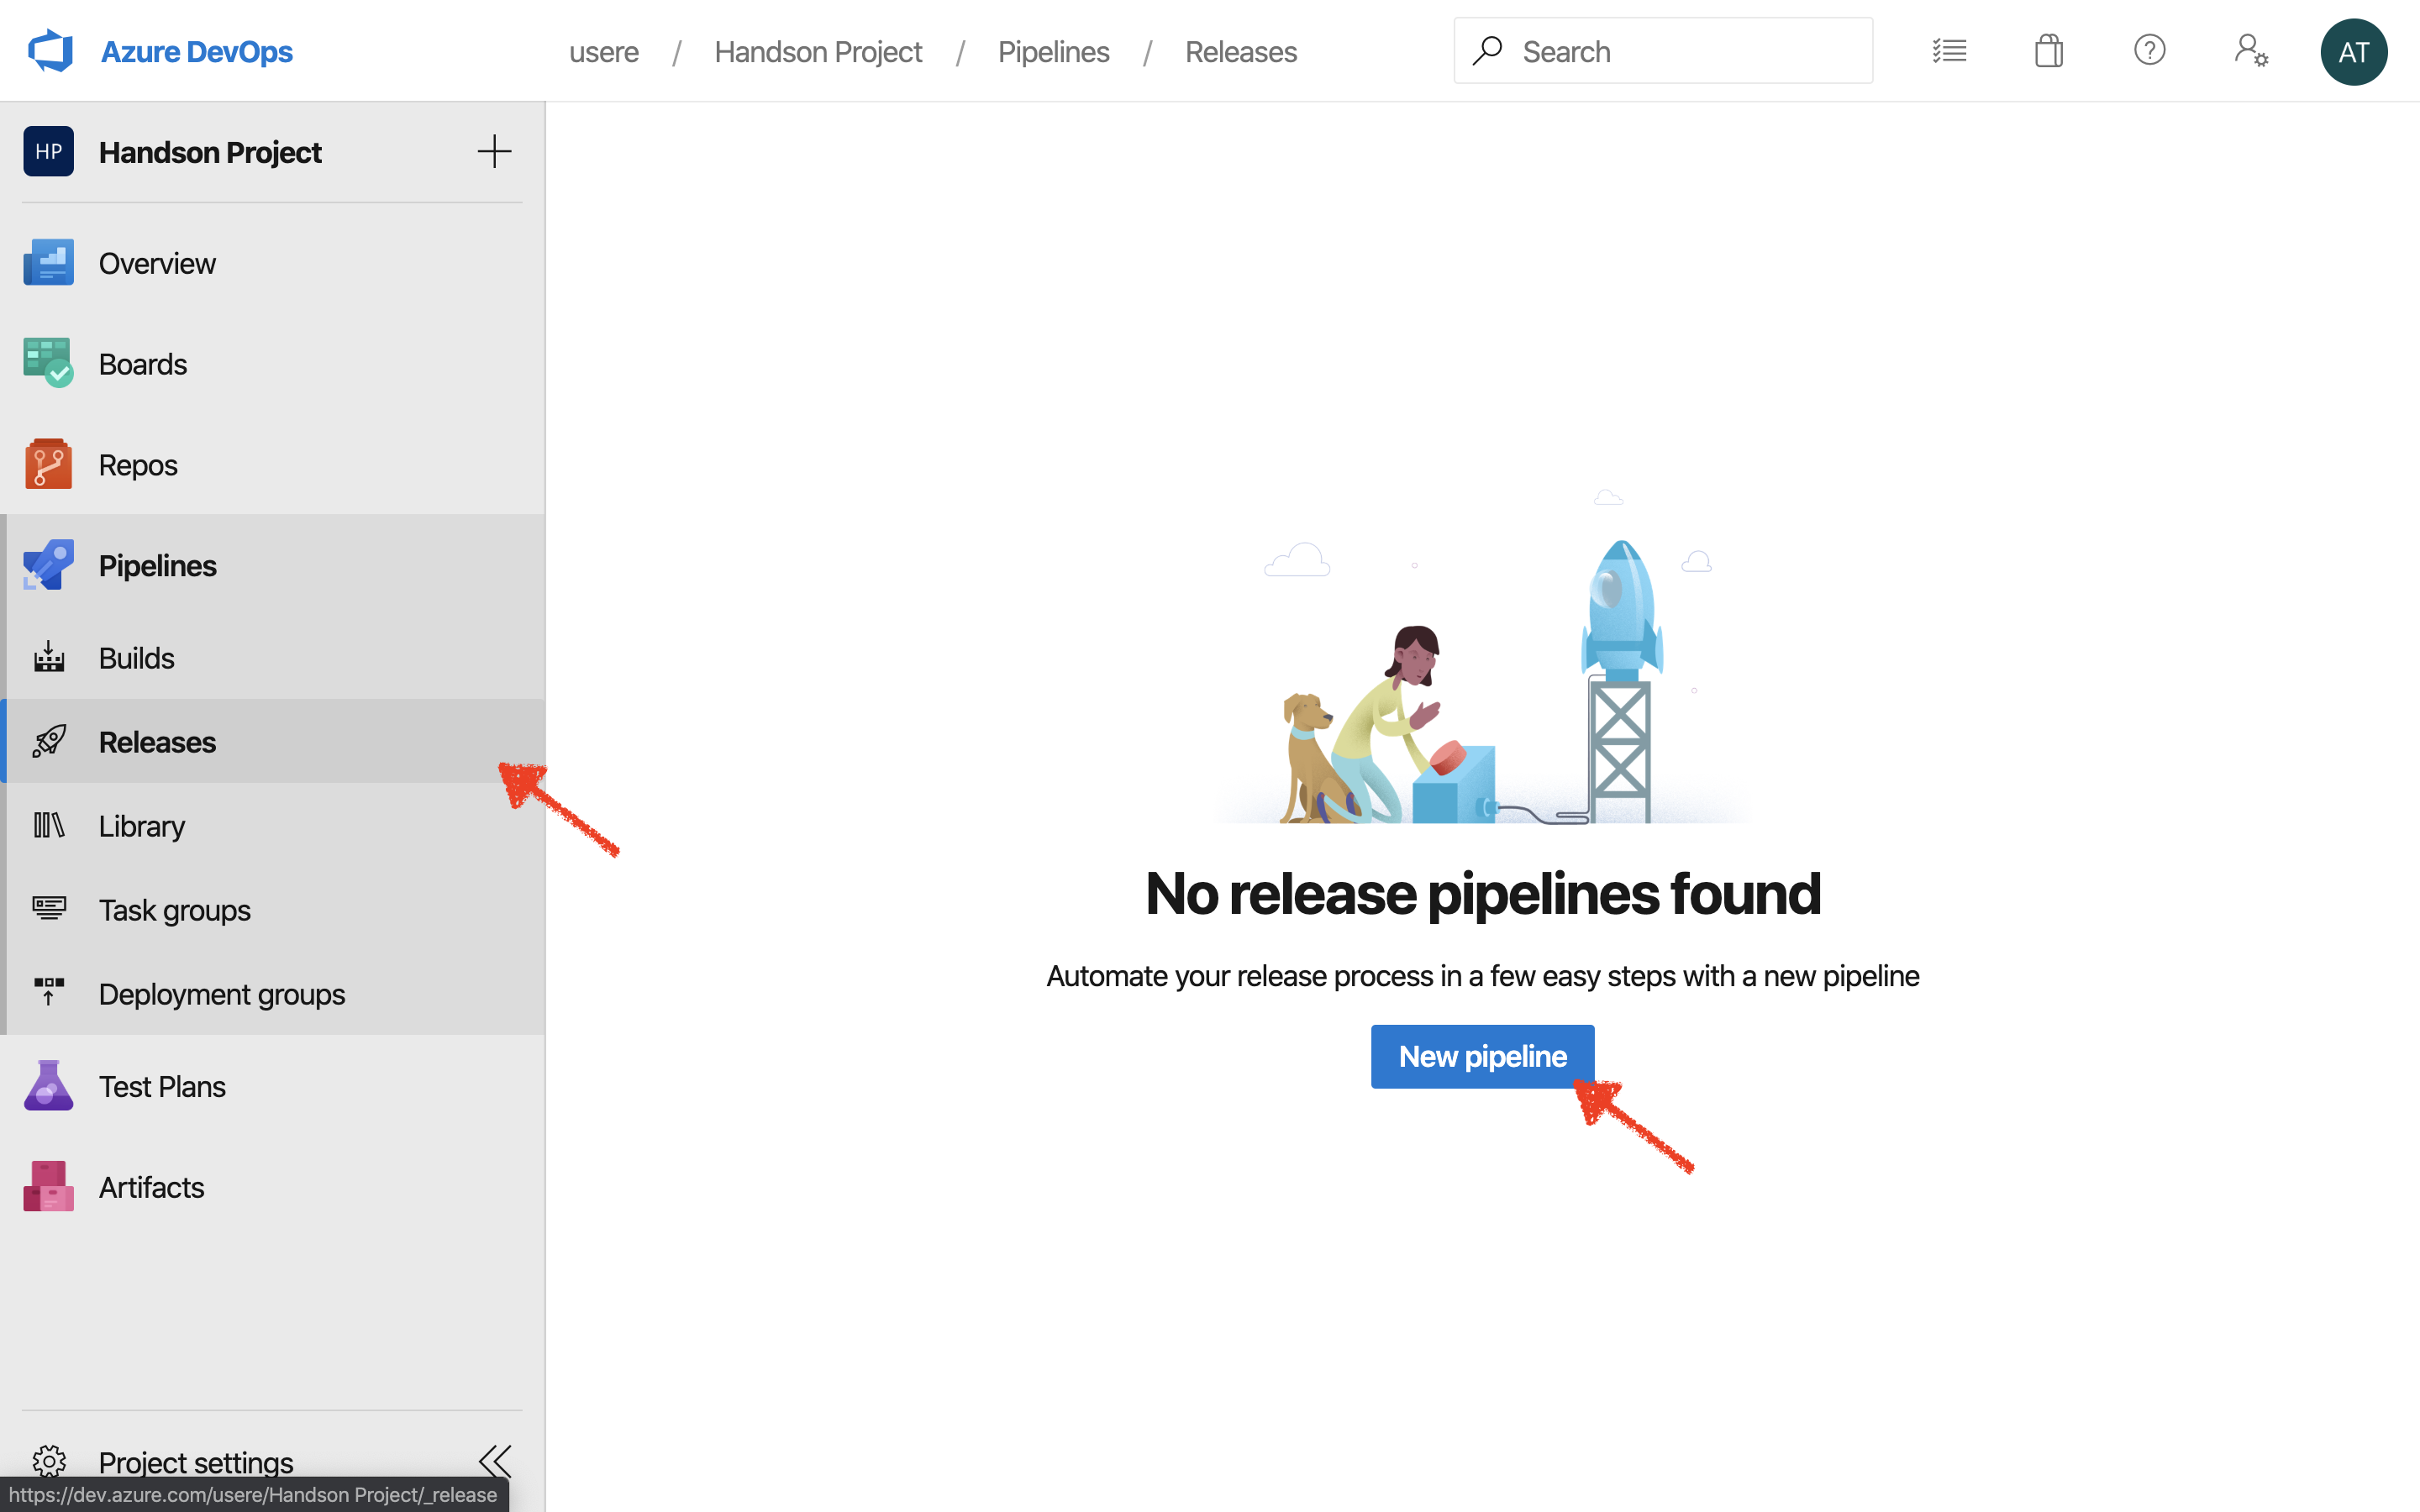 Azure DevOps
usere / Handson Project / Pipelines / Releases
Search
AT
HP Handson Project
Overview
Boards
Repos
Pipelines
Builds
Releases
Library
Task groups
Deployment groups
Test Plans
Artifacts
Project settings
https://dev.azure.com/usere/Handson Project/_release
No release pipelines found
Automate your release process in a few easy steps with a new pipeline
New pipeline